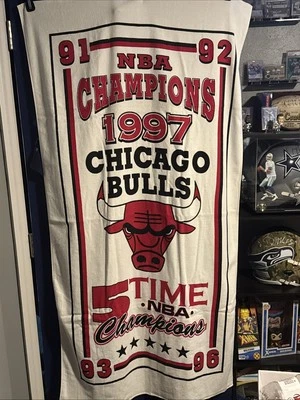 91 92
NBA
CHAMPIONS
1997
CHICAGO
BULLS
5 TIME
NBA
Champions
93 96